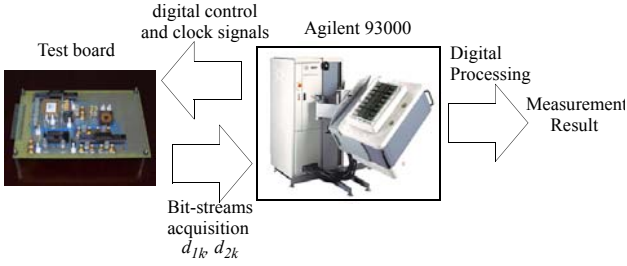 digital control
and clock signals
Agilent 93000
Test board
Digital
Processing
Measurement
Result
Bit-streams
acquisition
d1k, d2k